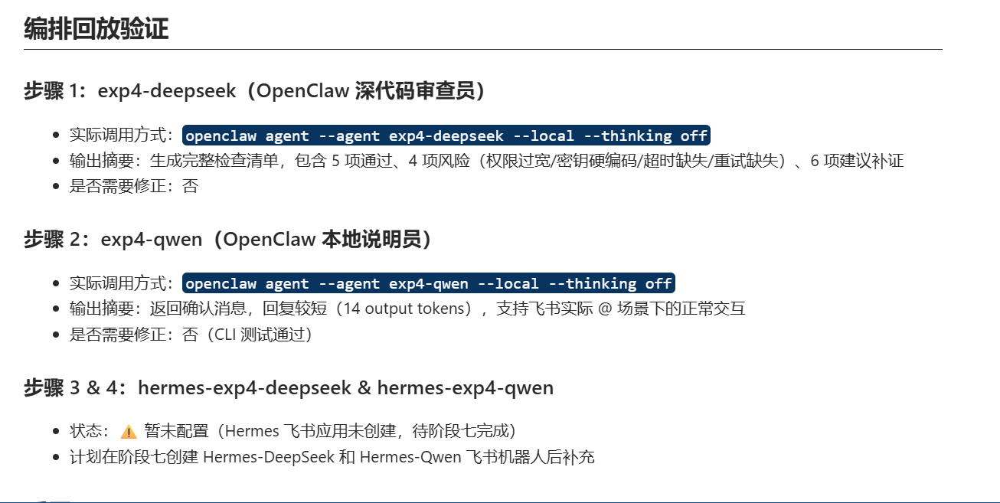 编排回放验证
步骤 1：exp4-deepseek（OpenClaw 深代码审查员）
实际调用方式：openclaw agent --agent exp4-deepseek --local --thinking off
输出摘要：生成完整检查清单，包含 5 项通过、4 项风险（权限过宽/密钥硬编码/超时缺失/重试缺失）、6 项建议补证
是否需要修正：否
步骤 2：exp4-qwen（OpenClaw 本地说明员）
实际调用方式：openclaw agent --agent exp4-qwen --local --thinking off
输出摘要：返回确认消息，回复较短（14 output tokens），支持飞书实际 @ 场景下的正常交互
是否需要修正：否（CLI 测试通过）
步骤 3 & 4：hermes-exp4-deepseek & hermes-exp4-qwen
状态：⚠️ 暂未配置（Hermes 飞书应用未创建，待阶段七完成）
计划在阶段七创建 Hermes-DeepSeek 和 Hermes-Qwen 飞书机器人后补充